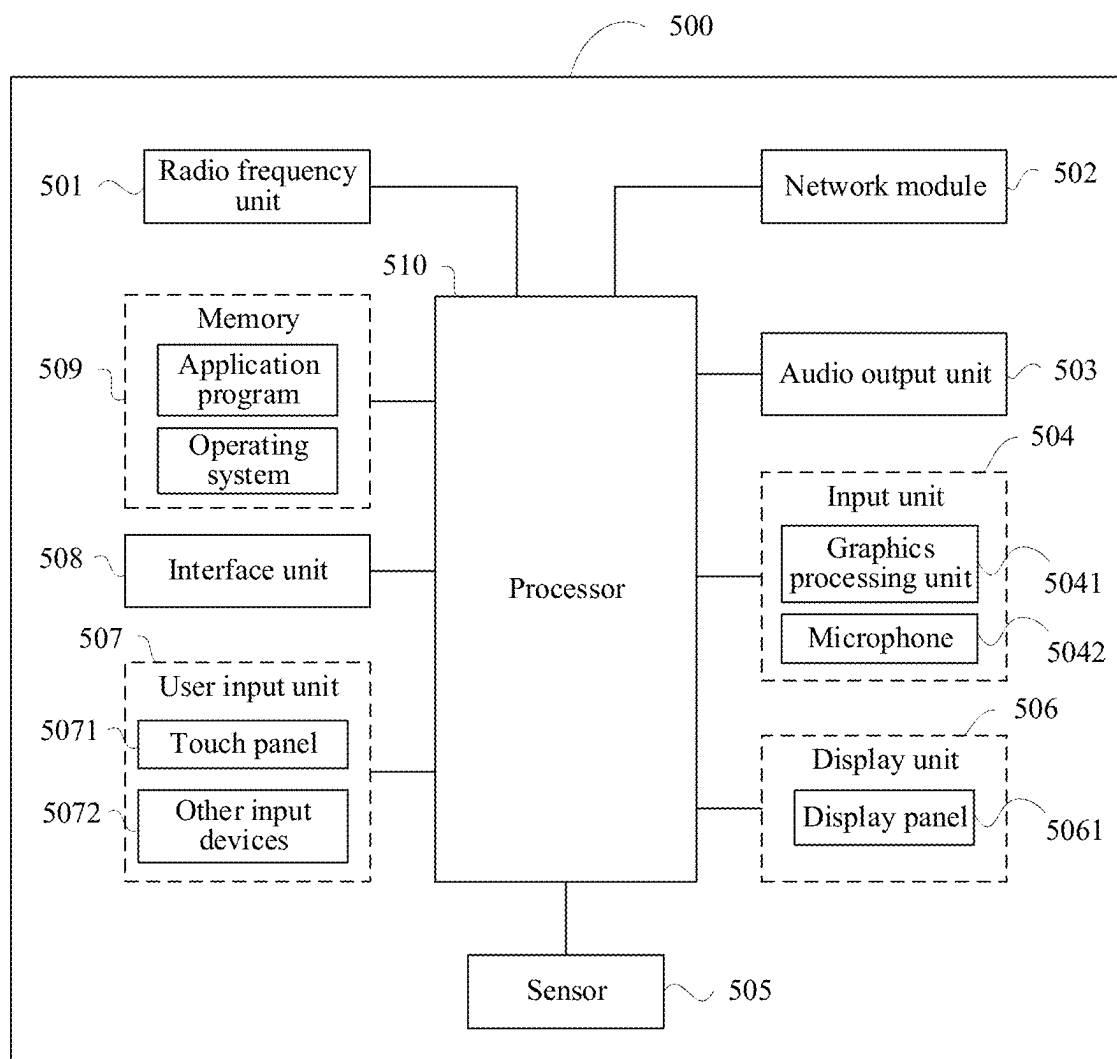 500
501
Radio frequency
unit
Network module
502
510
Memory
509
Application
program
Operating
system
Audio output unit
503
504
Input unit
Graphics
processing unit
5041
Microphone
5042
508
Interface unit
Processor
507
User input unit
5071
Touch panel
5072
Other input
devices
506
Display unit
Display panel
5061
Sensor
505